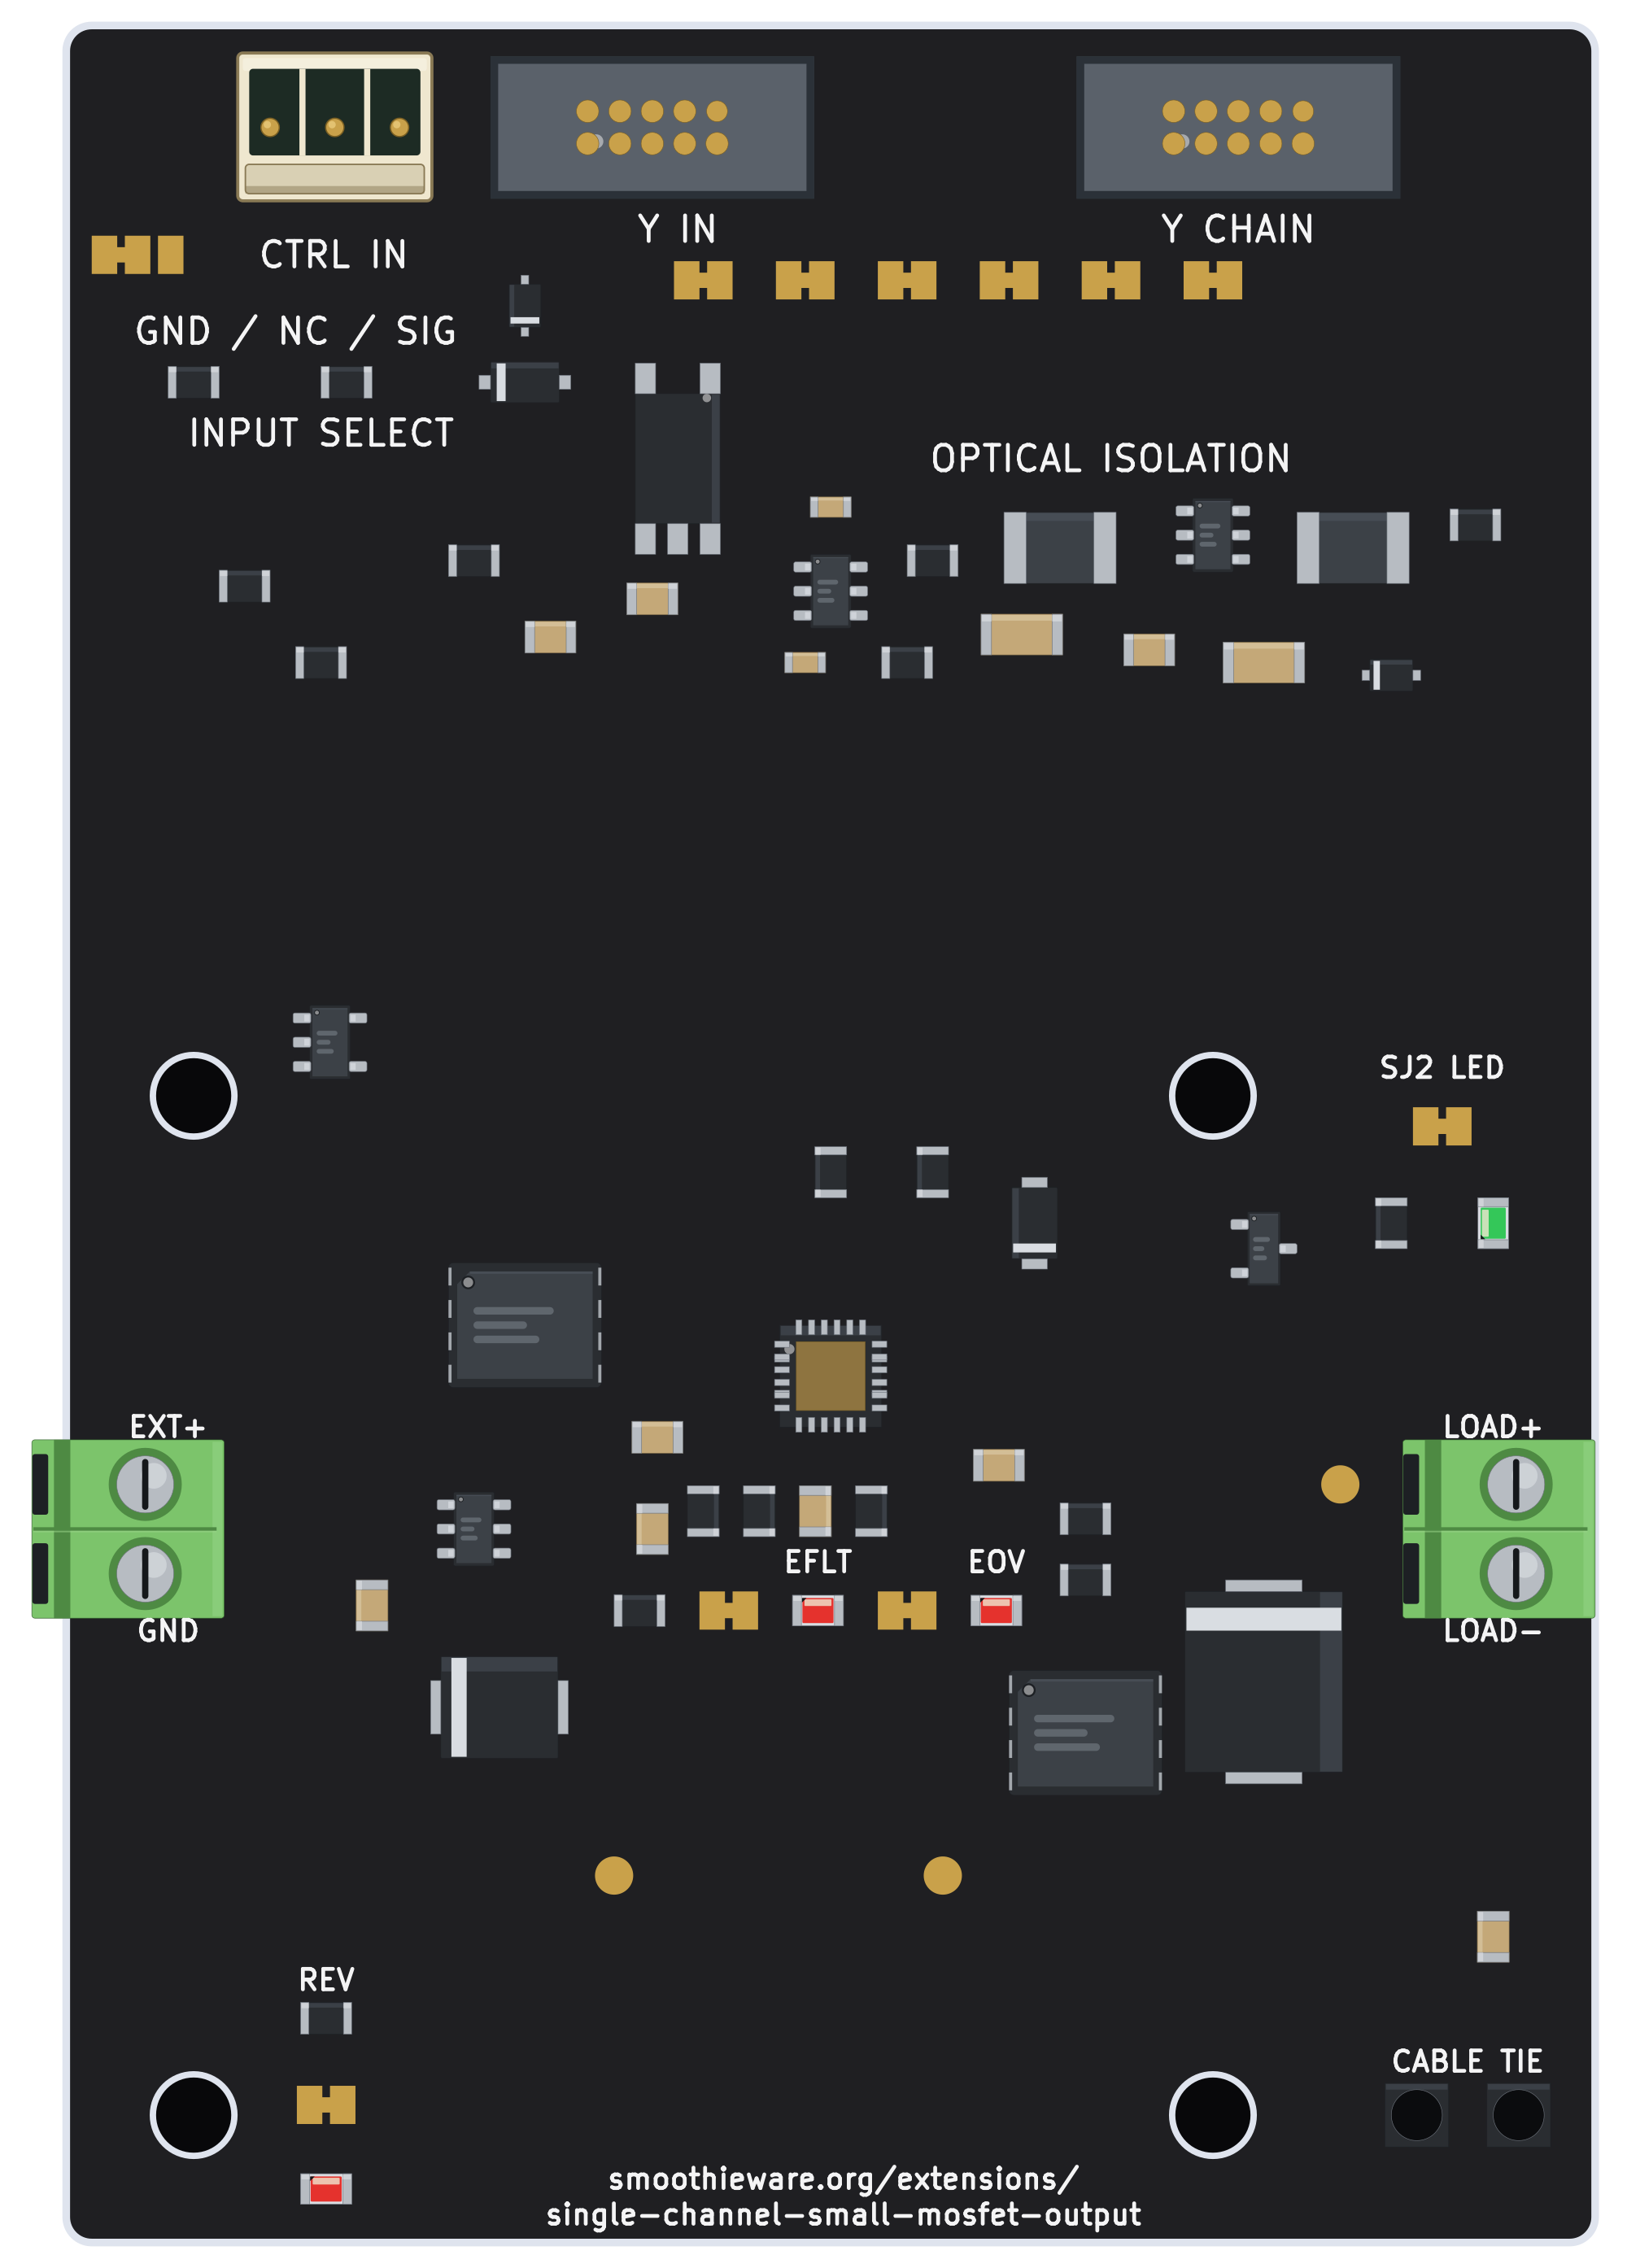 Y IN
Y CHAIN
CTRL IN
GND / NC / SIG
INPUT SELECT
OPTICAL ISOLATION
SJ2 LED
EXT+
LOAD+
EFLT
EOV
GND
LOAD-
REV
CABLE TIE
smoothieware.org/extensions/
single-channel-small-mosfet-output